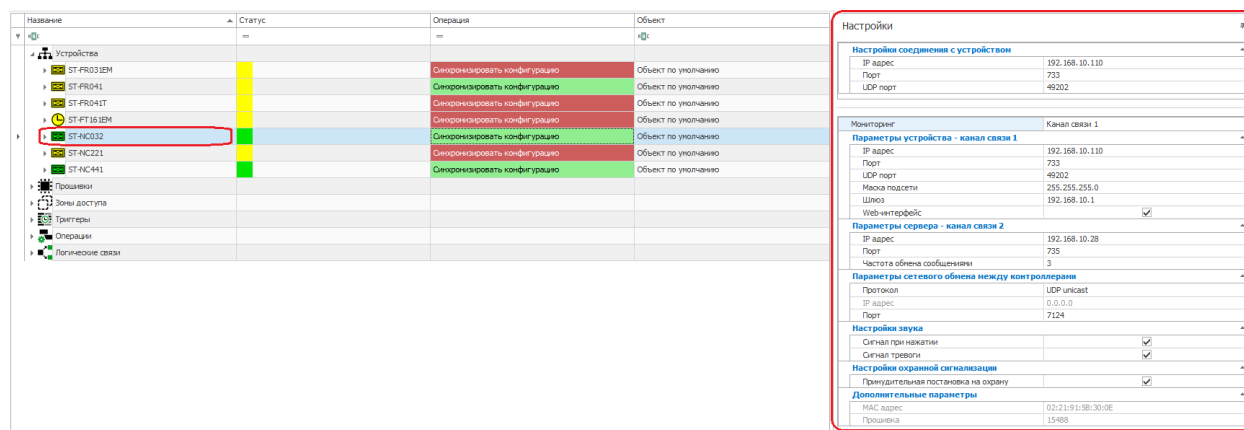 Название Статус Операция Объект
= =
Устройства
ST-FR031EM Синхронизировать конфигурацию Объект по умолчанию
ST-FR041 Синхронизировать конфигурацию Объект по умолчанию
ST-FR041T Синхронизировать конфигурацию Объект по умолчанию
ST-FT161EM Синхронизировать конфигурацию Объект по умолчанию
ST-NC032 Синхронизировать конфигурацию Объект по умолчанию
ST-NC221 Синхронизировать конфигурацию Объект по умолчанию
ST-NC441 Синхронизировать конфигурацию Объект по умолчанию
Прошивки
Зоны доступа
Триггеры
Операции
Логические связи
Настройки
Настройки соединения с устройством
IP адрес 192.168.10.110
Порт 733
UDP порт 49202
Мониторинг Канал связи 1
Параметры устройства - канал связи 1
IP адрес 192.168.10.110
Порт 733
UDP порт 49202
Маска подсети 255.255.255.0
Шлюз 192.168.10.1
Web-интерфейс
Параметры сервера - канал связи 2
IP адрес 192.168.10.28
Порт 735
Частота обмена сообщениями 3
Параметры сетевого обмена между контроллерами
Протокол UDP unicast
IP адрес 0.0.0.0
Порт 7124
Настройки звука
Сигнал при нажатии
Сигнал тревоги
Настройки охранной сигнализации
Принудительная постановка на охрану
Дополнительные параметры
MAC адрес 02:21:91:5B:30:0E
Прошивка 15488